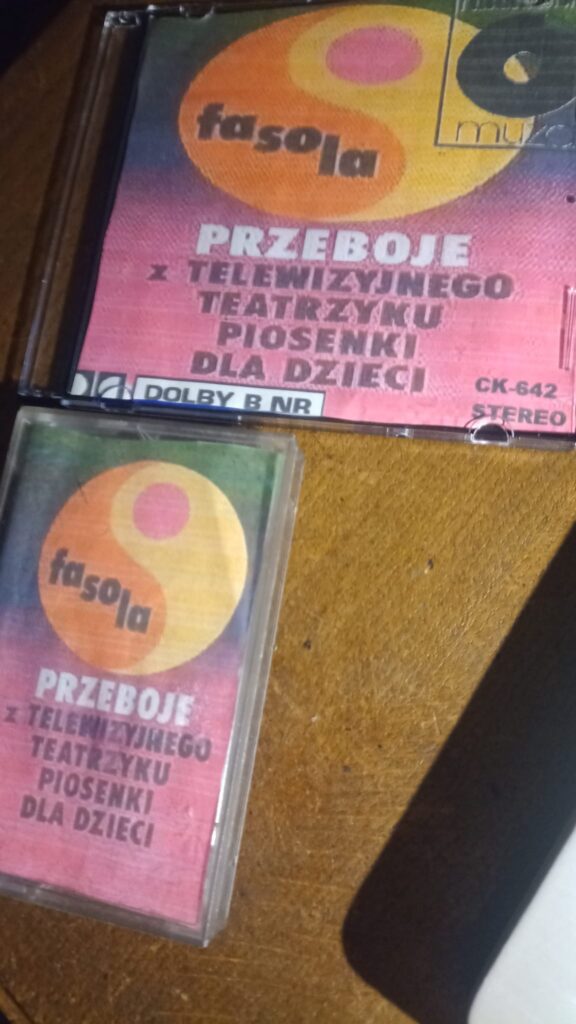 fasola
muza
PRZEBOJE
z TELEWIZYJNEGO
TEATRZYKU
PIOSENKI
DLA DZIECI
DOLBY B NR
CK-642
STEREO
fasola
PRZEBOJE
z TELEWIZYJNEGO
TEATRZYKU
PIOSENKI
DLA DZIECI